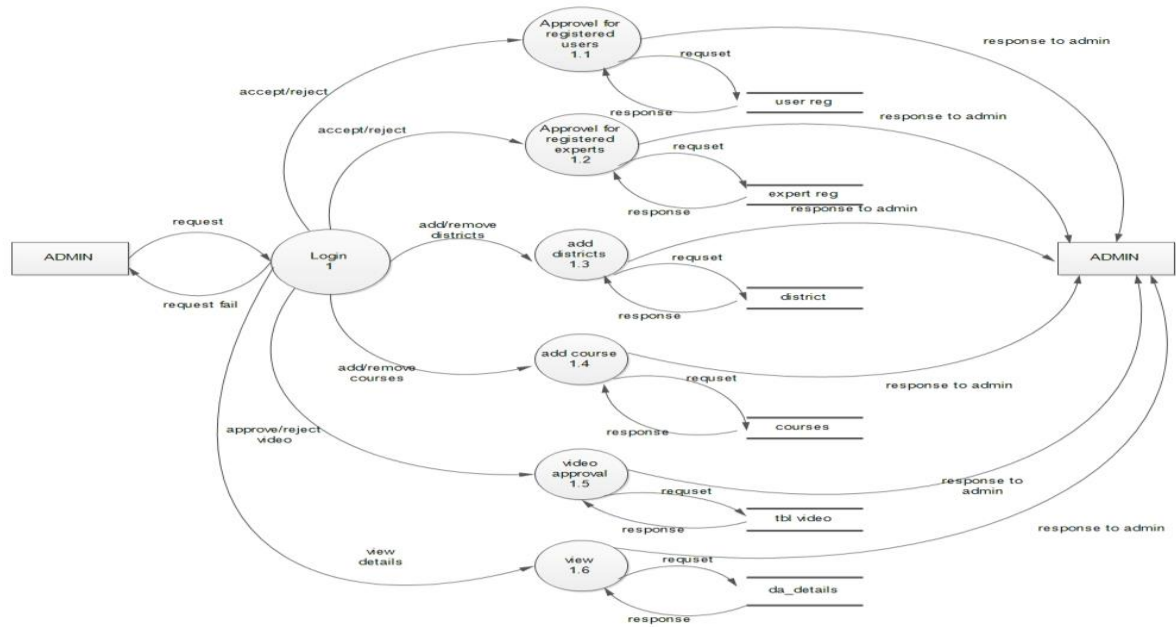 Approvel for
registered
users
1.1
response to admin
requset
accept/reject
user reg
response
accept/reject
Approvel for
registered
experts
1.2
response to admin
requset
expert reg
response
response to admin
request
add/remove
districts
ADMIN
Login
1
add
districts
1.3
requset
ADMIN
request fail
district
response
add/remove
courses
add course
1.4
requset
response to admin
courses
response
approve/reject
video
video
approval
1.5
requset
response to
admin
tbl video
response
response to admin
view
details
view
1.6
requset
da_details
response